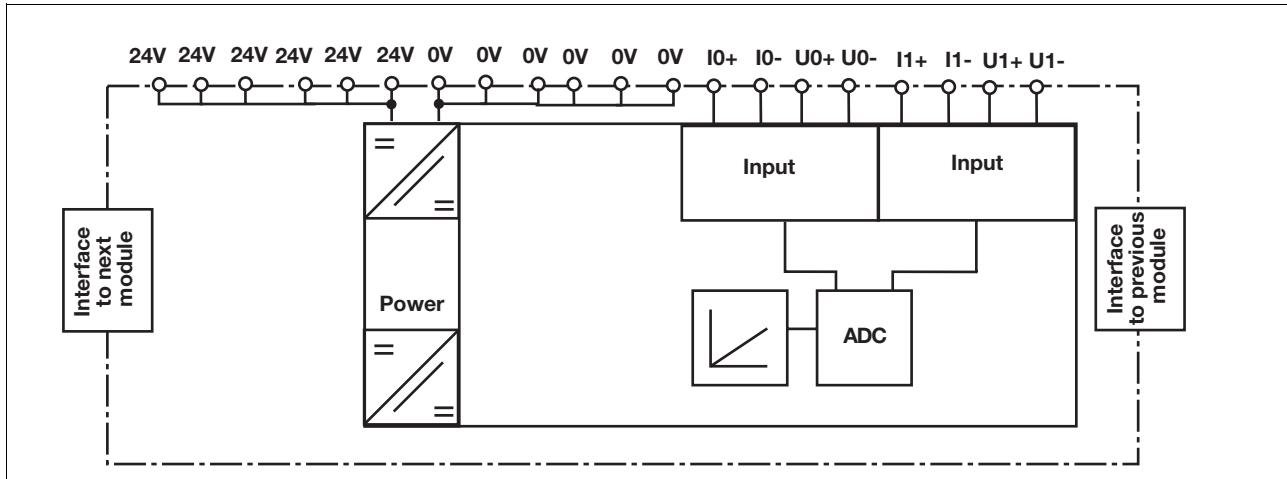 24V 24V 24V 24V 24V 24V 0V 0V 0V 0V 0V 0V I0+ I0- U0+ U0- I1+ I1- U1+ U1-
Input Input
Interface
to next
module
Power
ADC
Interface
to previous
module